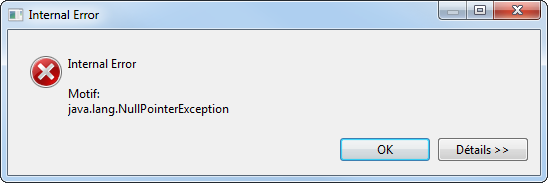 Internal Error
Internal Error
Motif:
java.lang.NullPointerException
OK
Détails >>